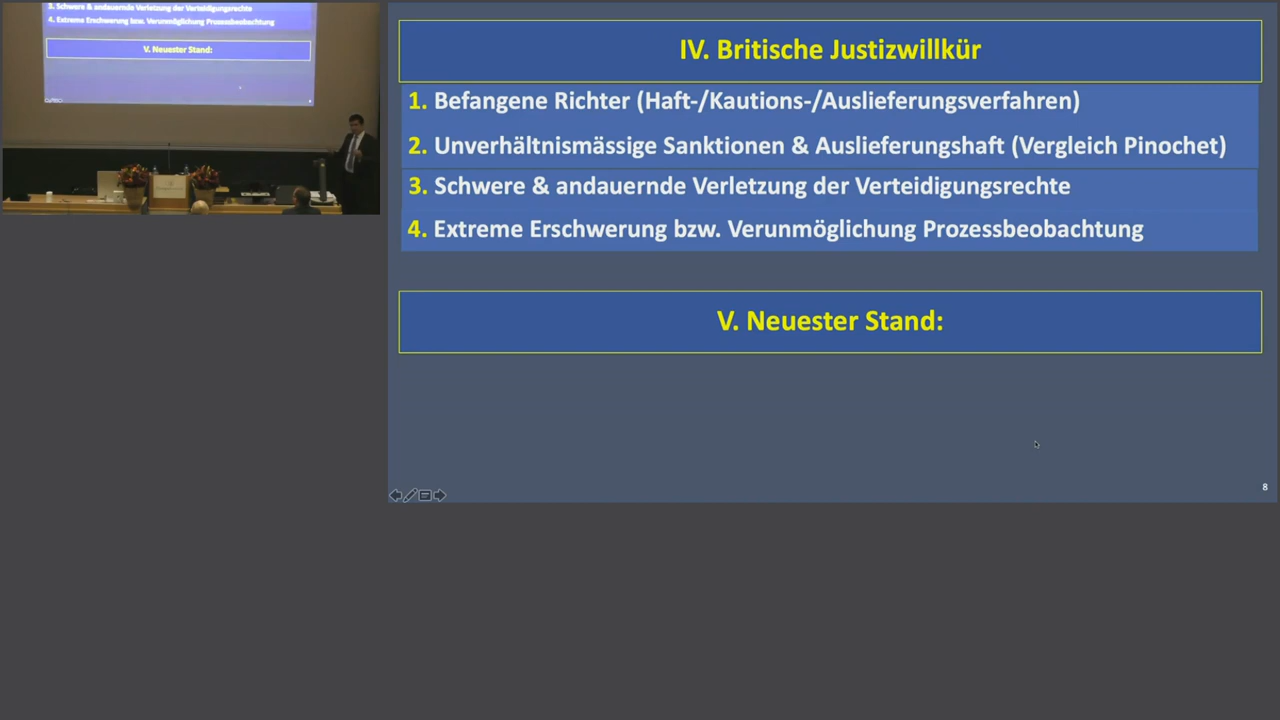 3. Schwere & andauernde Verletzung der Verteidigungsrechte
4. Extreme Erschwerung bzw. Verunmöglichung Prozessbeobachtung
V. Neuester Stand:
IV. Britische Justizwillkür
1. Befangene Richter (Haft-/Kautions-/Auslieferungsverfahren)
2. Unverhältnismässige Sanktionen & Auslieferungshaft (Vergleich Pinochet)
3. Schwere & andauernde Verletzung der Verteidigungsrechte
4. Extreme Erschwerung bzw. Verunmöglichung Prozessbeobachtung
V. Neuester Stand:
8